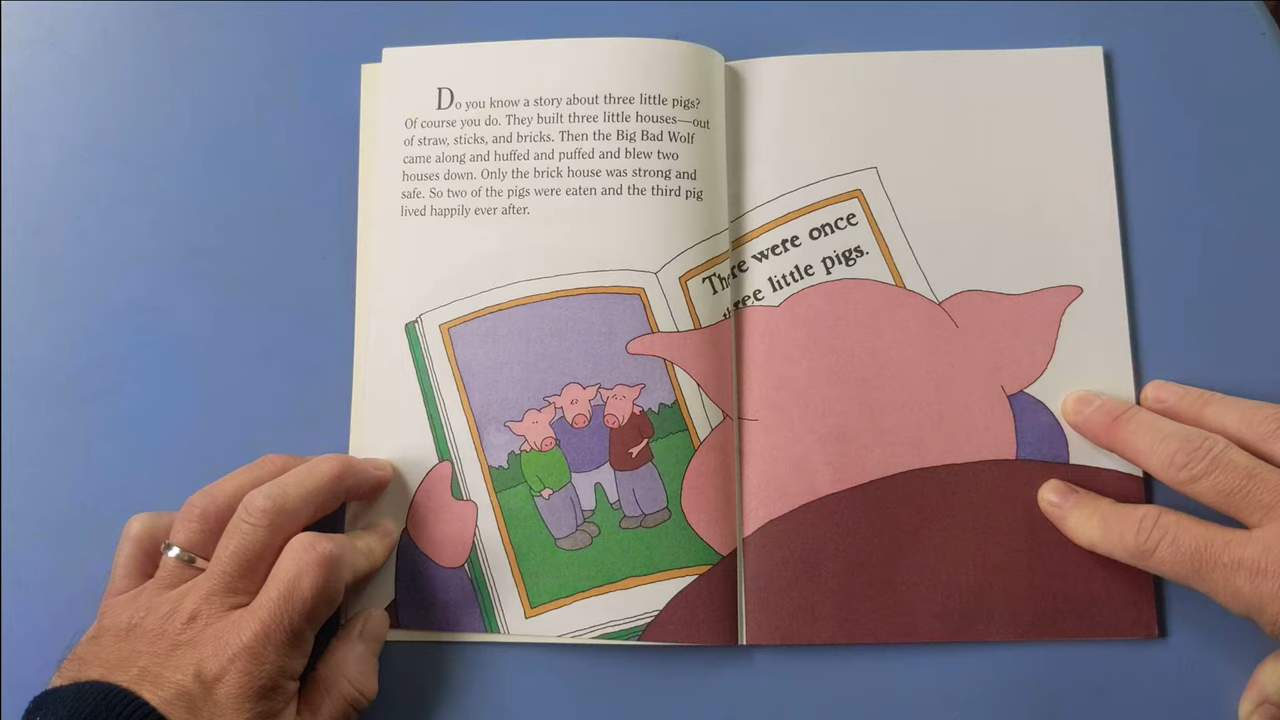 Do you know a story about three little pigs?
Of course you do. They built three little houses—out
of straw, sticks, and bricks. Then the Big Bad Wolf
came along and huffed and puffed and blew two
houses down. Only the brick house was strong and
safe. So two of the pigs were eaten and the third pig
lived happily ever after.
There were once
three little pigs.